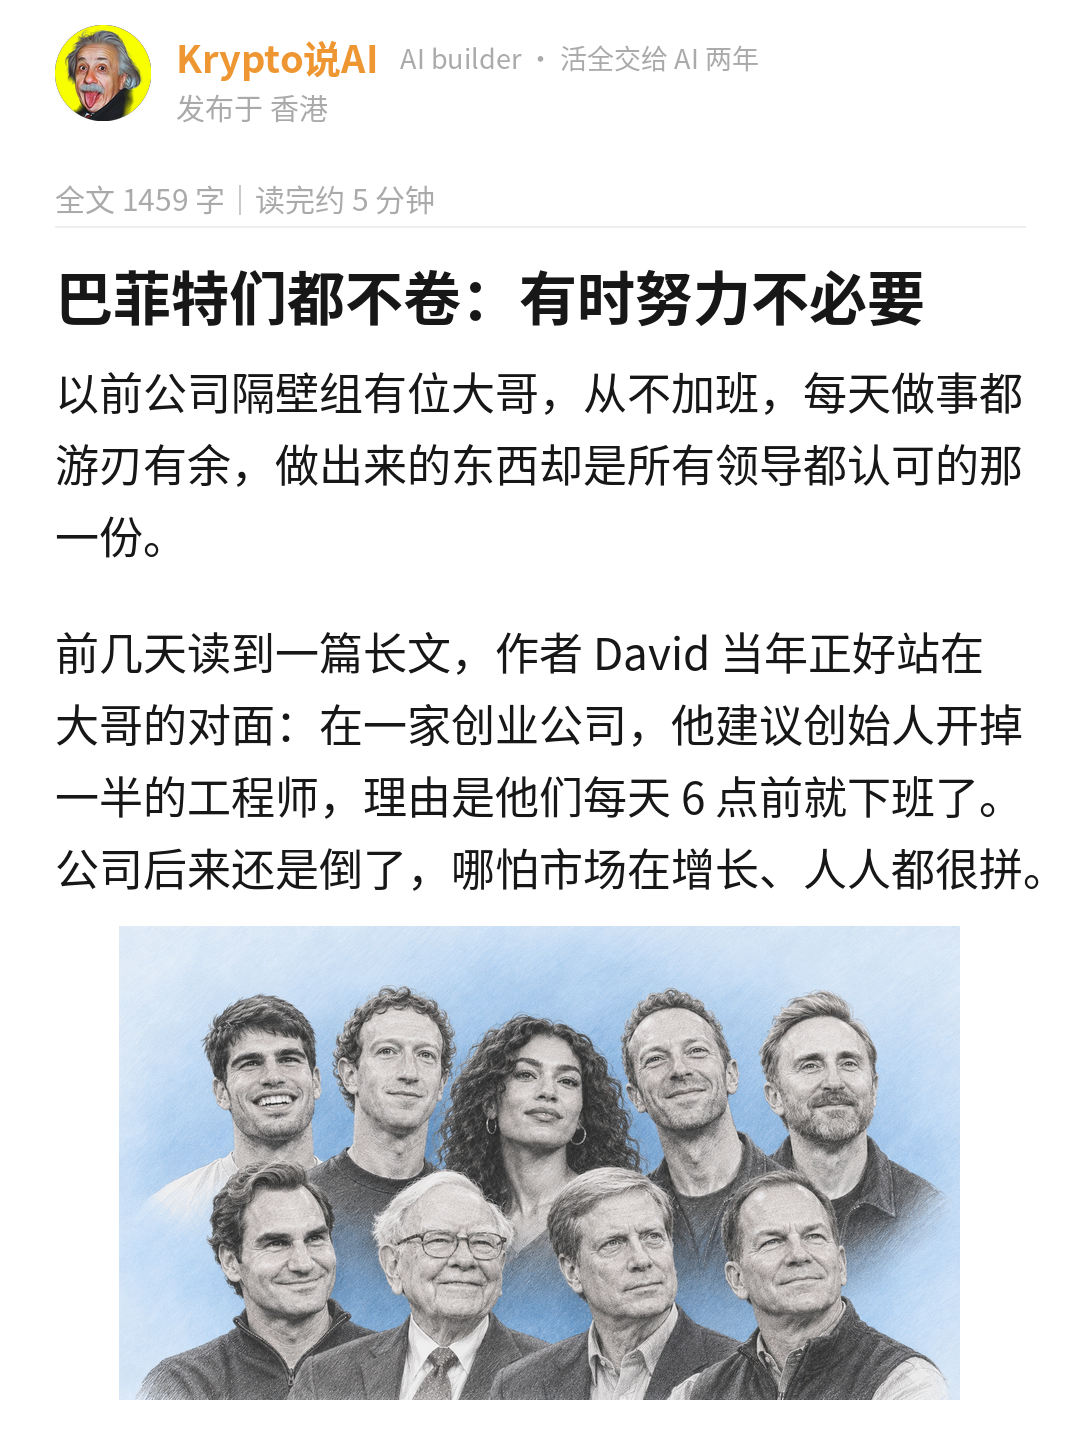 Krypto说AI AI builder · 活全交给 AI 两年
发布于 香港
全文 1459 字｜读完约 5 分钟
巴菲特们都不卷：有时努力不必要
以前公司隔壁组有位大哥，从不加班，每天做事都
游刃有余，做出来的东西却是所有领导都认可的那
一份。
前几天读到一篇长文，作者 David 当年正好站在
大哥的对面：在一家创业公司，他建议创始人开掉
一半的工程师，理由是他们每天 6 点前就下班了。
公司后来还是倒了，哪怕市场在增长、人人都很拼。